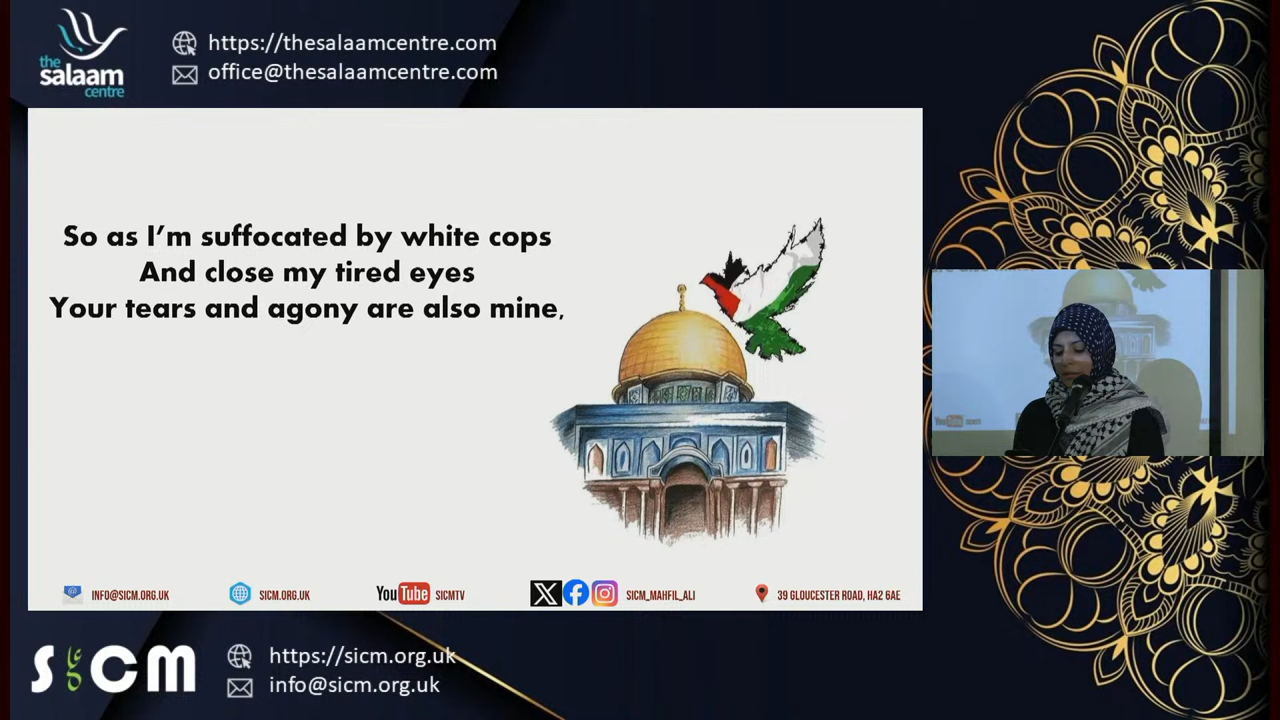 the
salaam
centre
https://thesalaamcentre.com
office@thesalaamcentre.com
So as I’m suffocated by white cops
And close my tired eyes
Your tears and agony are also mine,
INFO@SICM.ORG.UK
SICM.ORG.UK
YouTube SICMTV
SICM_MAHFIL_ALI
39 GLOUCESTER ROAD, HA2 6AE
SICM
https://sicm.org.uk
info@sicm.org.uk